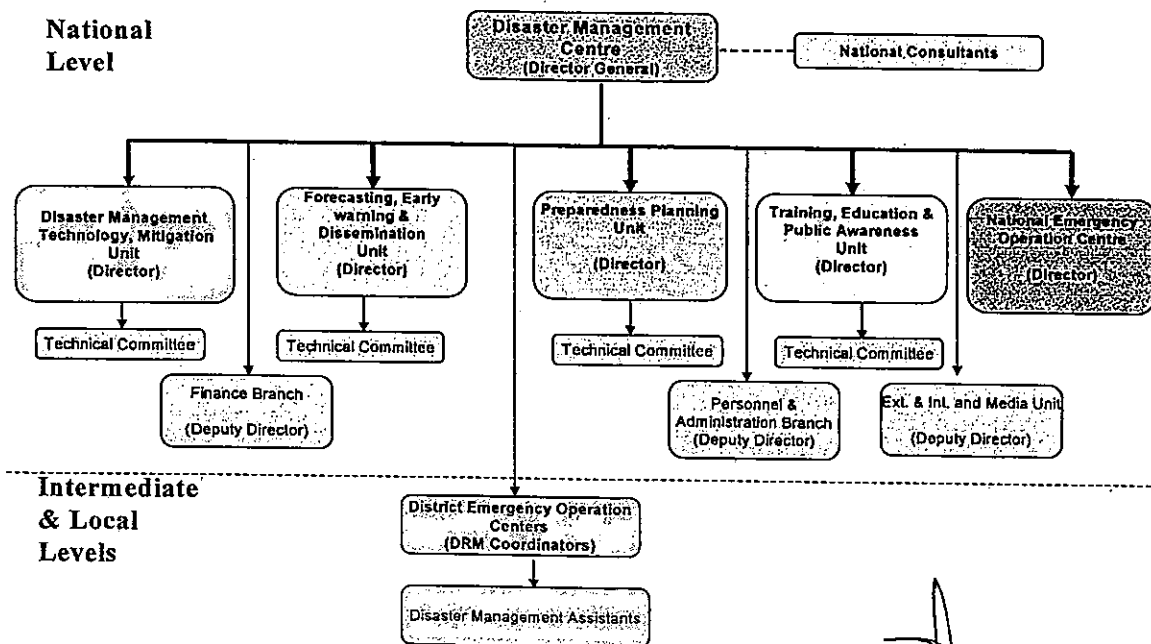 National
Level
Disaster Management
Centre
(Director General)
National Consultants
Disaster Management
Technology, Mitigation
Unit
(Director)
Forecasting, Early
warning &
Dissemination
Unit
(Director)
Preparedness Planning
Unit
(Director)
Training, Education &
Public Awareness
Unit
(Director)
National Emergency
Operation Centre
(Director)
Technical Committee
Technical Committee
Technical Committee
Technical Committee
Finance Branch
(Deputy Director)
Personnel &
Administration Branch
(Deputy Director)
Ext. & Int. and Media Unit
(Deputy Director)
Intermediate
& Local
Levels
District Emergency Operation
Centers
(DRM Coordinators)
Disaster Management Assistants